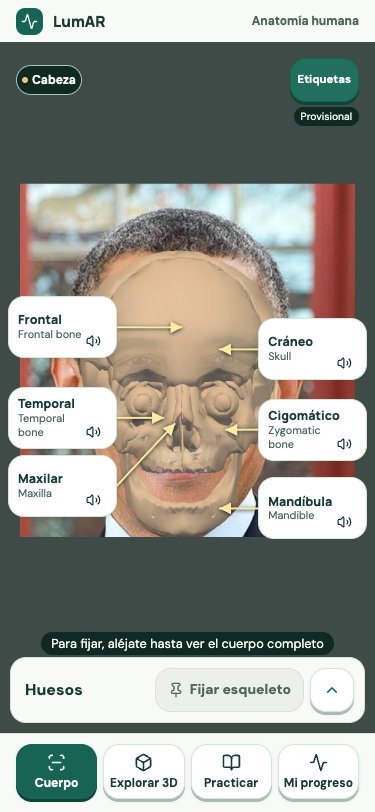 LumAR
Anatomía humana
Cabeza
Etiquetas
Provisional
Frontal
Frontal bone
Cráneo
Skull
Temporal
Temporal
bone
Cigomático
Zygomatic
bone
Maxilar
Maxilla
Mandíbula
Mandible
Para fijar, aléjate hasta ver el cuerpo completo
Huesos
Fijar esqueleto
Cuerpo
Explorar 3D
Practicar
Mi progreso